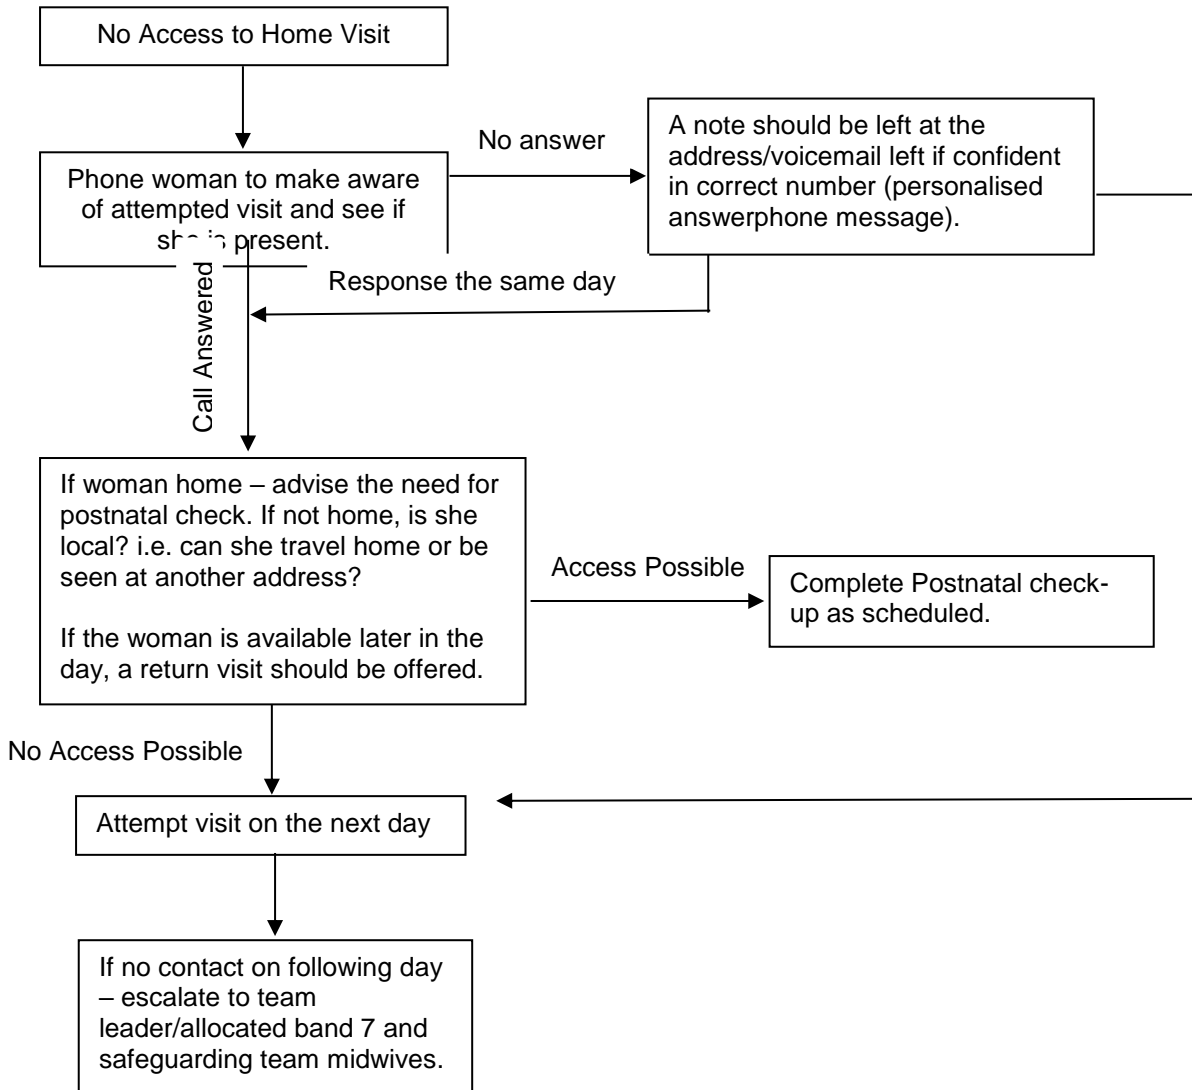 No Access to Home Visit
No answer
A note should be left at the
address/voicemail left if confident
in correct number (personalised
answerphone message).
Phone woman to make aware
of attempted visit and see if
she is present.
Response the same day
Call Answered
If woman home – advise the need for
postnatal check. If not home, is she
local? i.e. can she travel home or be
seen at another address?
If the woman is available later in the
day, a return visit should be offered.
Access Possible
Complete Postnatal check-
up as scheduled.
No Access Possible
Attempt visit on the next day
If no contact on following day
– escalate to team
leader/allocated band 7 and
safeguarding team midwives.